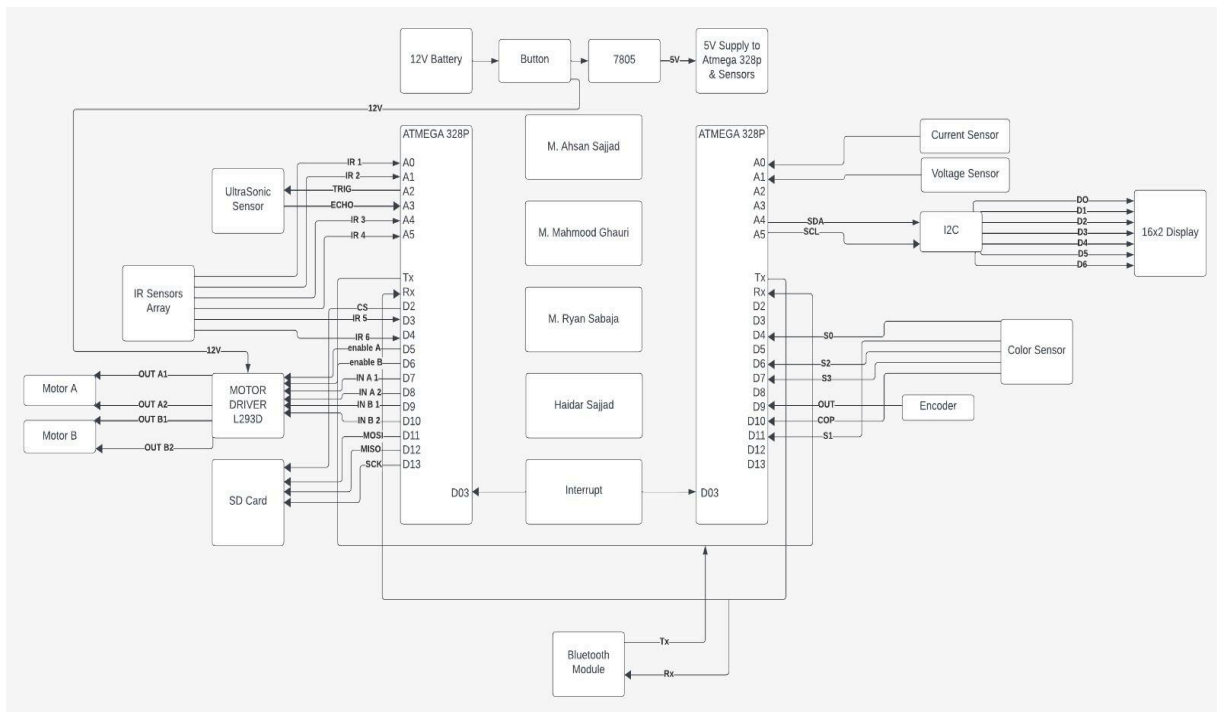 12V Battery
Button
7805
5V
5V Supply to
Atmega 328p
& Sensors
12V
ATMEGA 328P
A0
A1
A2
A3
A4
A5
Tx
Rx
D2
D3
D4
D5
D6
D7
D8
D9
D10
D11
D12
D13
D03
IR 1
IR 2
TRIG
ECHO
IR 3
IR 4
CS
IR 5
IR 6
enable A
enable B
IN A 1
IN A 2
IN B 1
IN B 2
MOSI
MISO
SCK
UltraSonic
Sensor
IR Sensors
Array
12V
MOTOR
DRIVER
L293D
OUT A1
OUT A2
OUT B1
OUT B2
Motor A
Motor B
SD Card
M. Ahsan Sajjad
M. Mahmood Ghauri
M. Ryan Sabaja
Haidar Sajjad
Interrupt
ATMEGA 328P
A0
A1
A2
A3
A4
A5
Tx
Rx
D2
D3
D4
D5
D6
D7
D8
D9
D10
D11
D12
D13
D03
Current Sensor
Voltage Sensor
SDA
SCL
I2C
DO
D1
D2
D3
D4
D5
D6
16x2 Display
S0
S2
S3
OUT
COP
S1
Color Sensor
Encoder
Bluetooth
Module
Tx
Rx